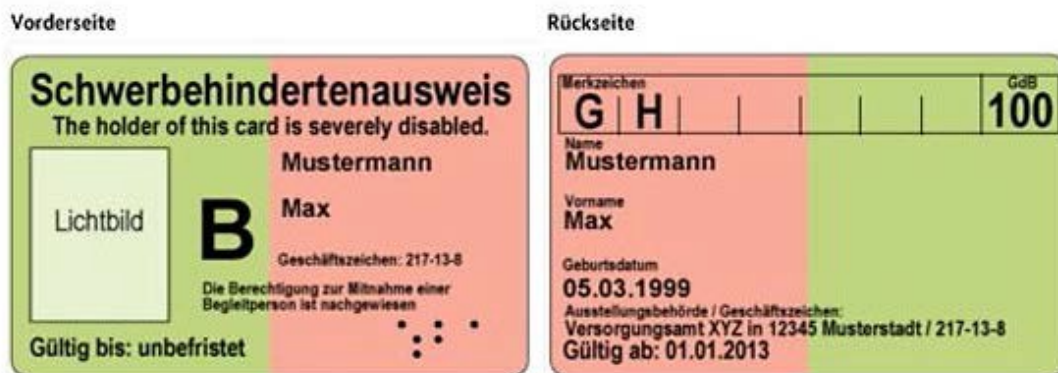 Vorderseite
Schwerbehindertenausweis
The holder of this card is severely disabled.
Lichtbild
B
Mustermann
Max
Geschäftszeichen: 217-13-8
Die Berechtigung zur Mitnahme einer
Begleitperson ist nachgewiesen
Gültig bis: unbefristet
Rückseite
Merkzeichen
GdB
G H
100
Name
Mustermann
Vorname
Max
Geburtsdatum
05.03.1999
Ausstellungsbehörde / Geschäftszeichen:
Versorgungsamt XYZ in 12345 Musterstadt / 217-13-8
Gültig ab: 01.01.2013